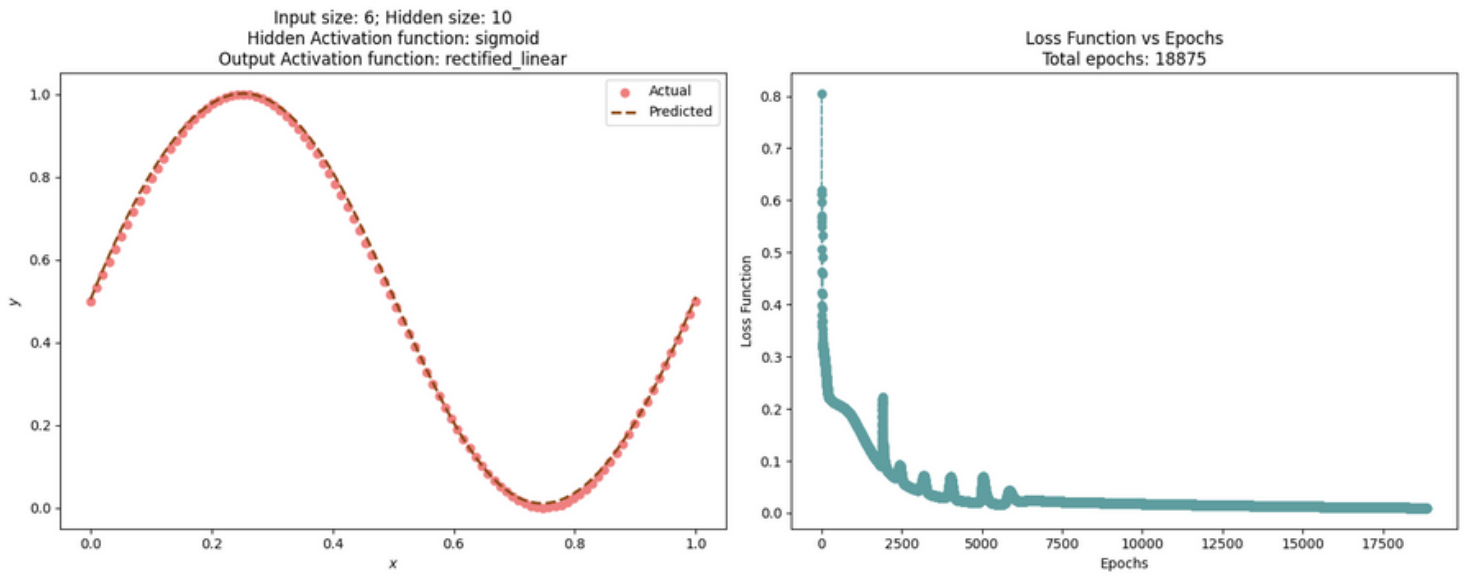 Input size: 6; Hidden size: 10
Hidden Activation function: sigmoid
Output Activation function: rectified_linear
Actual
Predicted
1.0
0.8
0.6
0.4
0.2
0.0
y
0.0 0.2 0.4 0.6 0.8 1.0
x
Loss Function vs Epochs
Total epochs: 18875
0.8
0.7
0.6
0.5
0.4
0.3
0.2
0.1
0.0
Loss Function
0 2500 5000 7500 10000 12500 15000 17500
Epochs